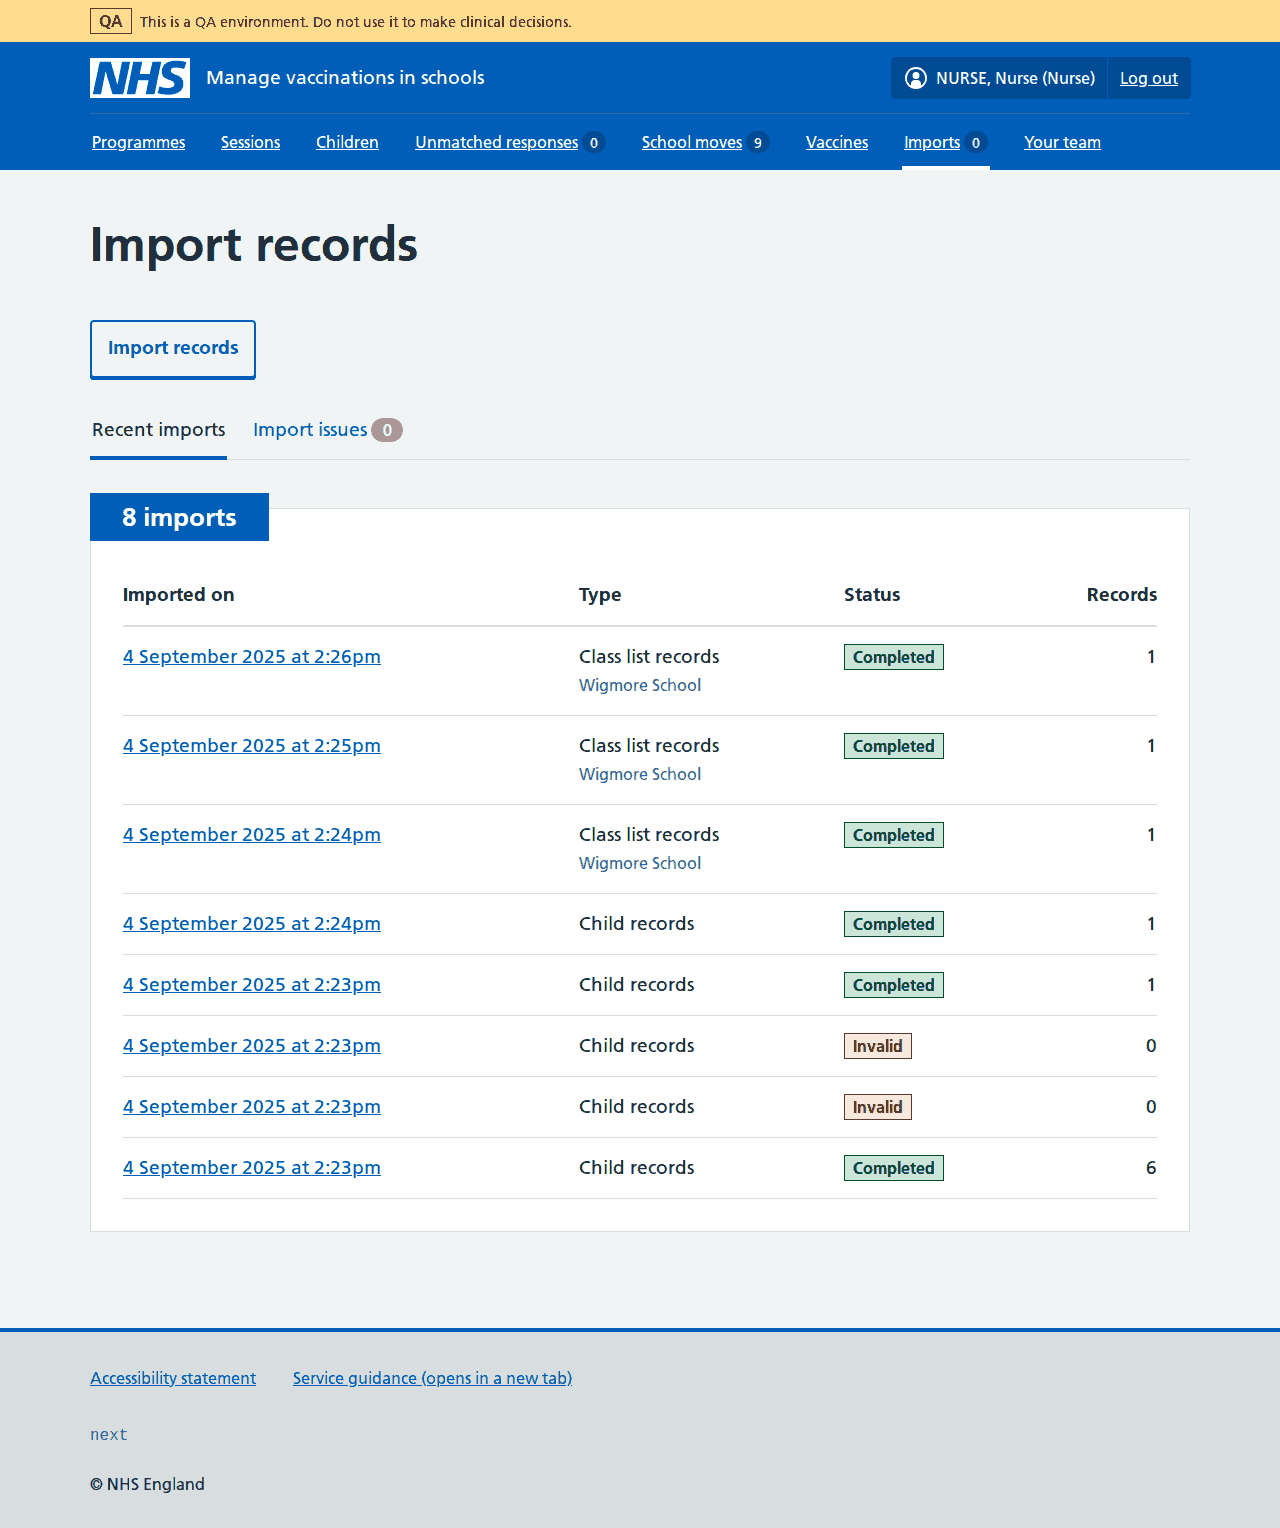 QA This is a QA environment. Do not use it to make clinical decisions.
NHS Manage vaccinations in schools NURSE, Nurse (Nurse) Log out
Programmes Sessions Children Unmatched responses 0 School moves 9 Vaccines Imports 0 Your team
Import records
Import records
Recent imports Import issues 0
8 imports
Imported on Type Status Records
4 September 2025 at 2:26pm Class list records Completed 1
Wigmore School
4 September 2025 at 2:25pm Class list records Completed 1
Wigmore School
4 September 2025 at 2:24pm Class list records Completed 1
Wigmore School
4 September 2025 at 2:24pm Child records Completed 1
4 September 2025 at 2:23pm Child records Completed 1
4 September 2025 at 2:23pm Child records Invalid 0
4 September 2025 at 2:23pm Child records Invalid 0
4 September 2025 at 2:23pm Child records Completed 6
Accessibility statement Service guidance (opens in a new tab)
next
© NHS England